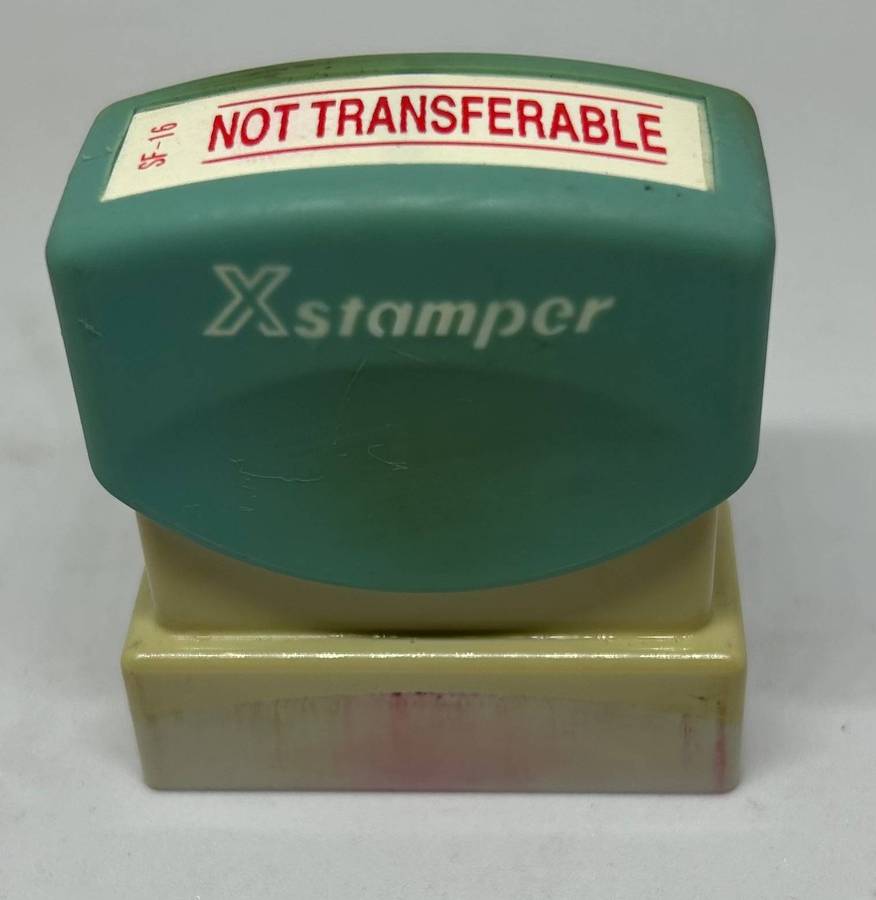 SF-16
NOT TRANSFERABLE
Xstamper